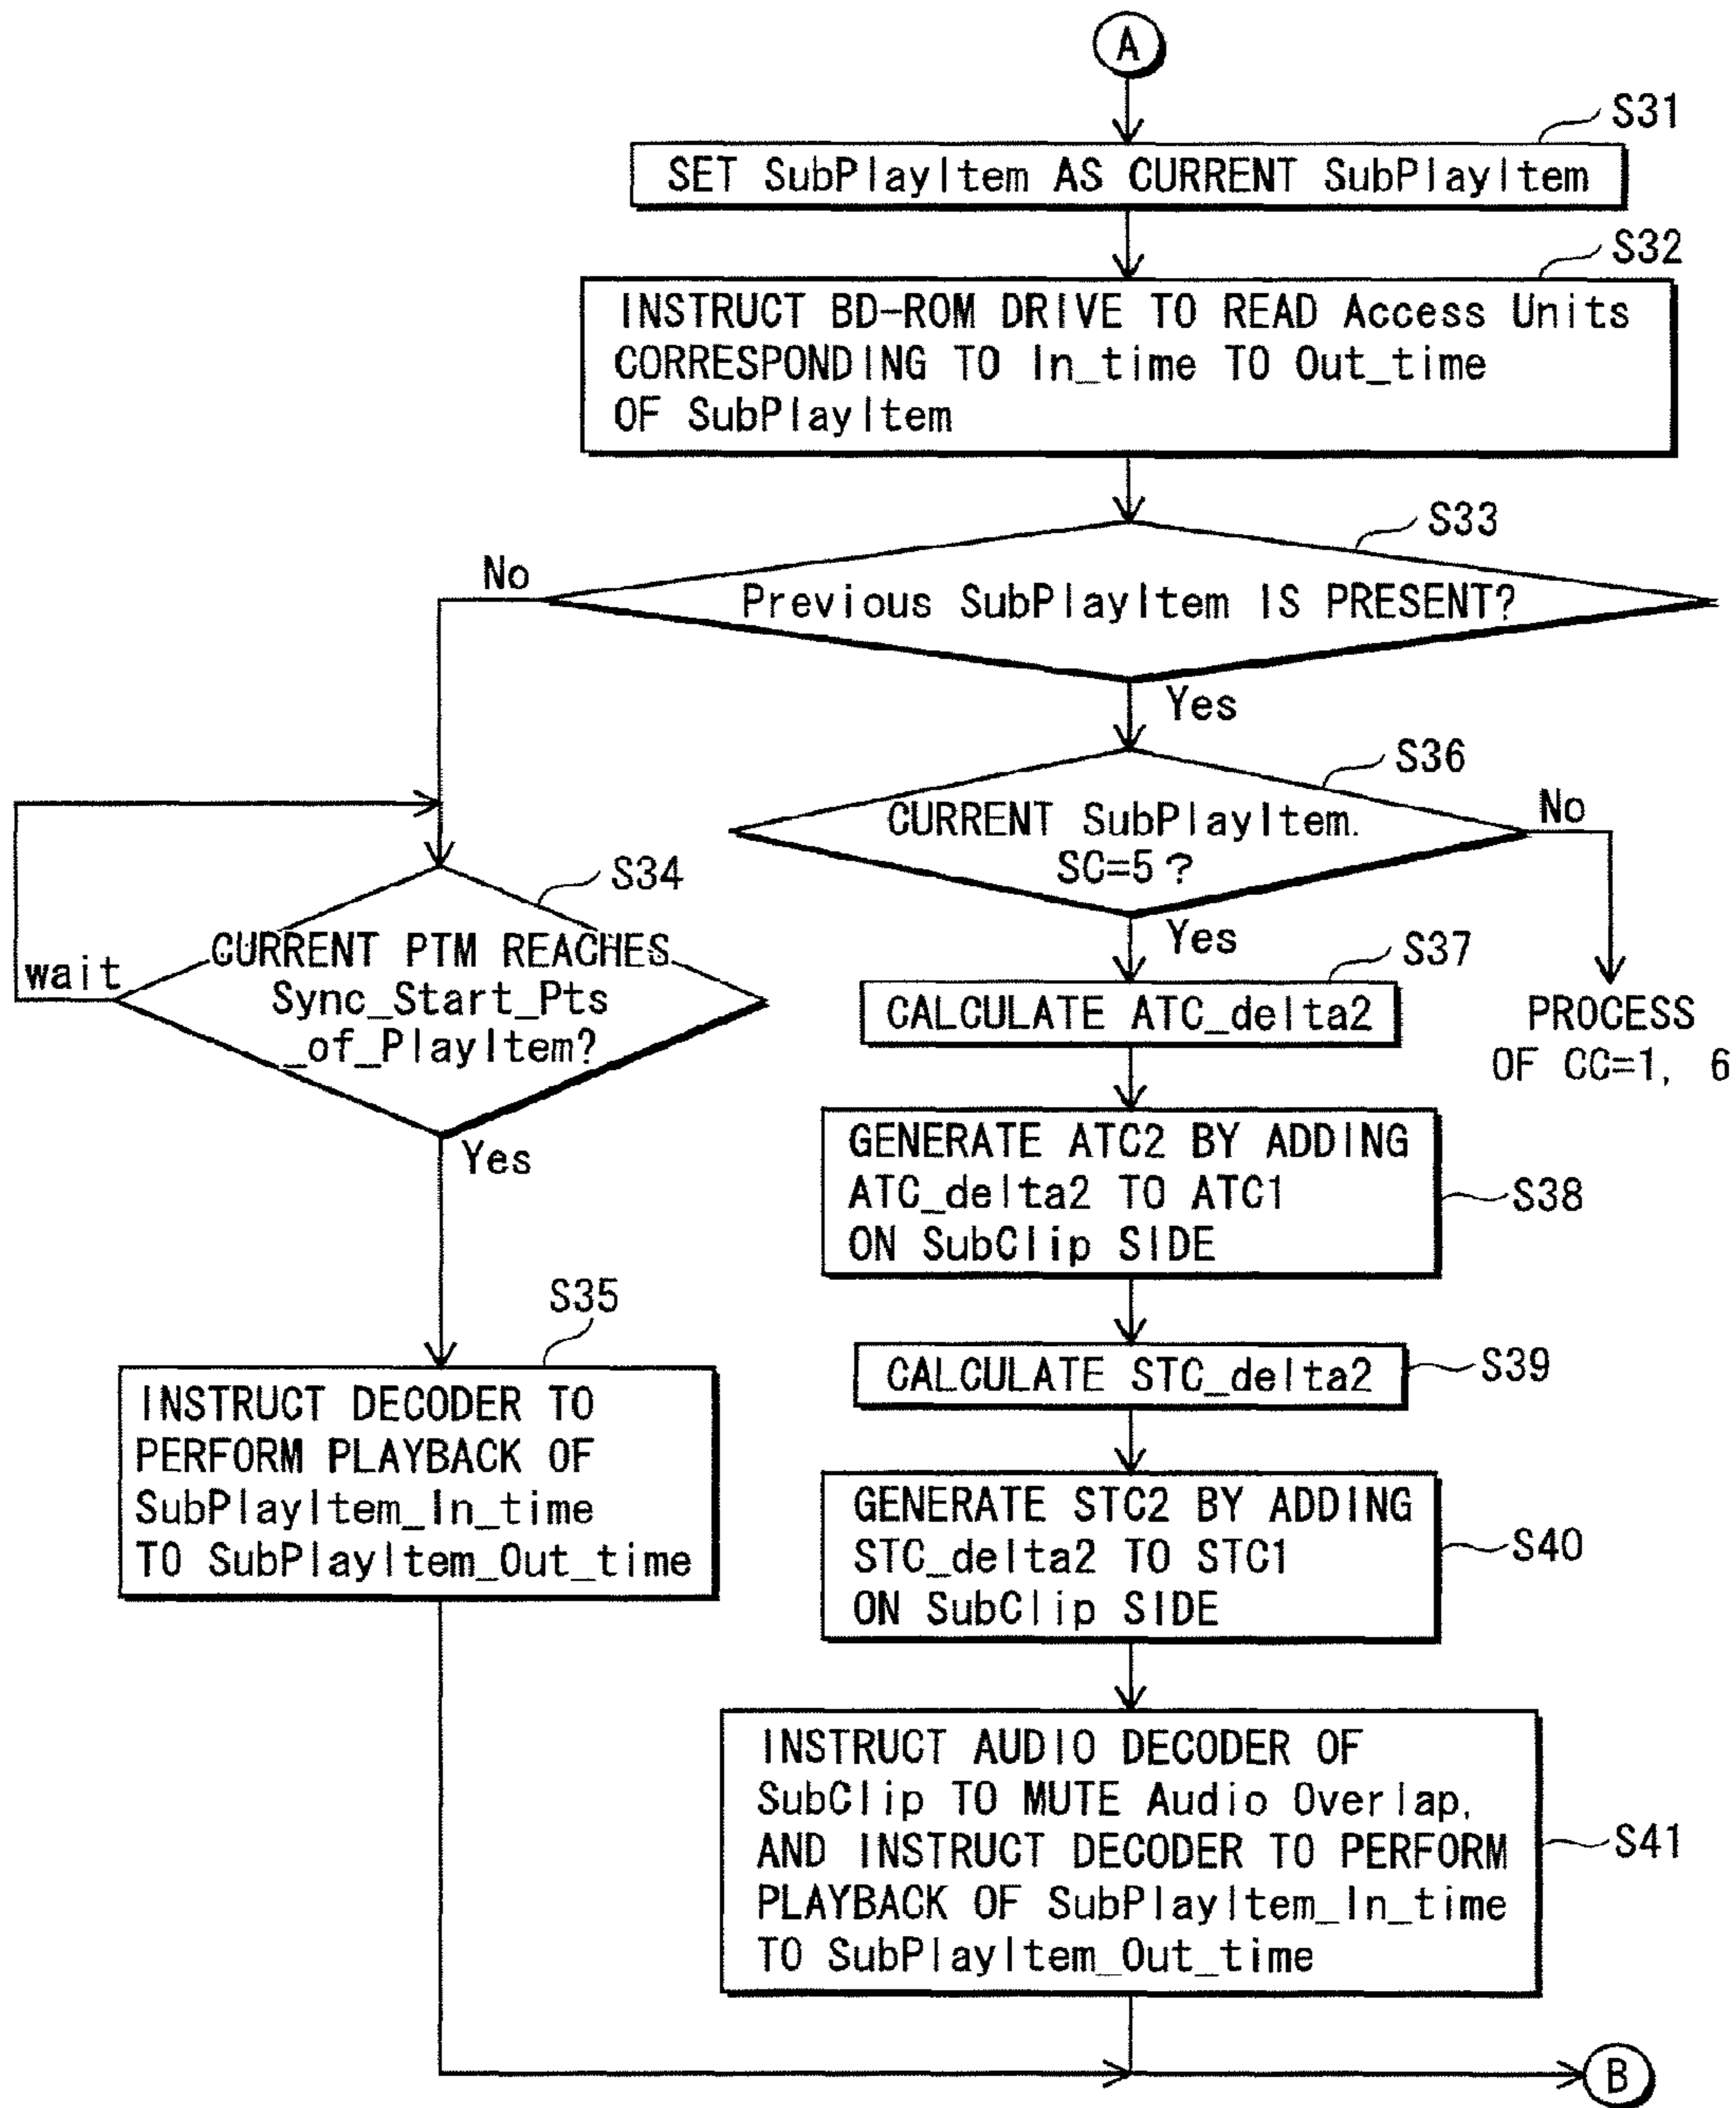 A
S31
SET SubPlayItem AS CURRENT SubPlayItem
S32
INSTRUCT BD-ROM DRIVE TO READ Access Units
CORRESPONDING TO In_time TO Out_time
OF SubPlayItem
S33
No
Previous SubPlayItem IS PRESENT?
Yes
S36
CURRENT SubPlayItem.
SC=5?
No
Yes
S34
CURRENT PTM REACHES
wait
Sync_Start_Pts
_of_PlayItem?
Yes
S37
CALCULATE ATC_delta2
PROCESS
OF CC=1, 6
GENERATE ATC2 BY ADDING
ATC_delta2 TO ATC1
ON SubClip SIDE
S38
S35
INSTRUCT DECODER TO
PERFORM PLAYBACK OF
SubPlayItem_In_time
TO SubPlayItem_Out_time
CALCULATE STC_delta2
S39
GENERATE STC2 BY ADDING
STC_delta2 TO STC1
ON SubClip SIDE
S40
INSTRUCT AUDIO DECODER OF
SubClip TO MUTE Audio Overlap,
AND INSTRUCT DECODER TO PERFORM
PLAYBACK OF SubPlayItem_In_time
TO SubPlayItem_Out_time
S41
B